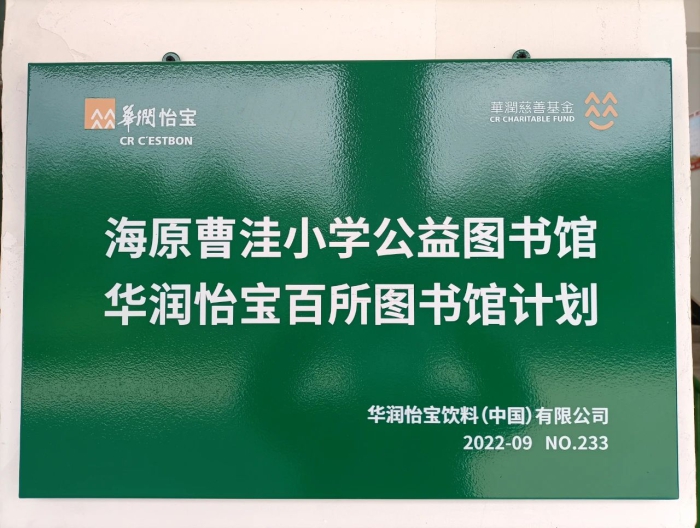 華潤怡宝
CR C'ESTBON
華潤慈善基金
CR CHARITABLE FUND
海原曹洼小学公益图书馆
华润怡宝百所图书馆计划
华润怡宝饮料(中国)有限公司
2022-09 NO.233